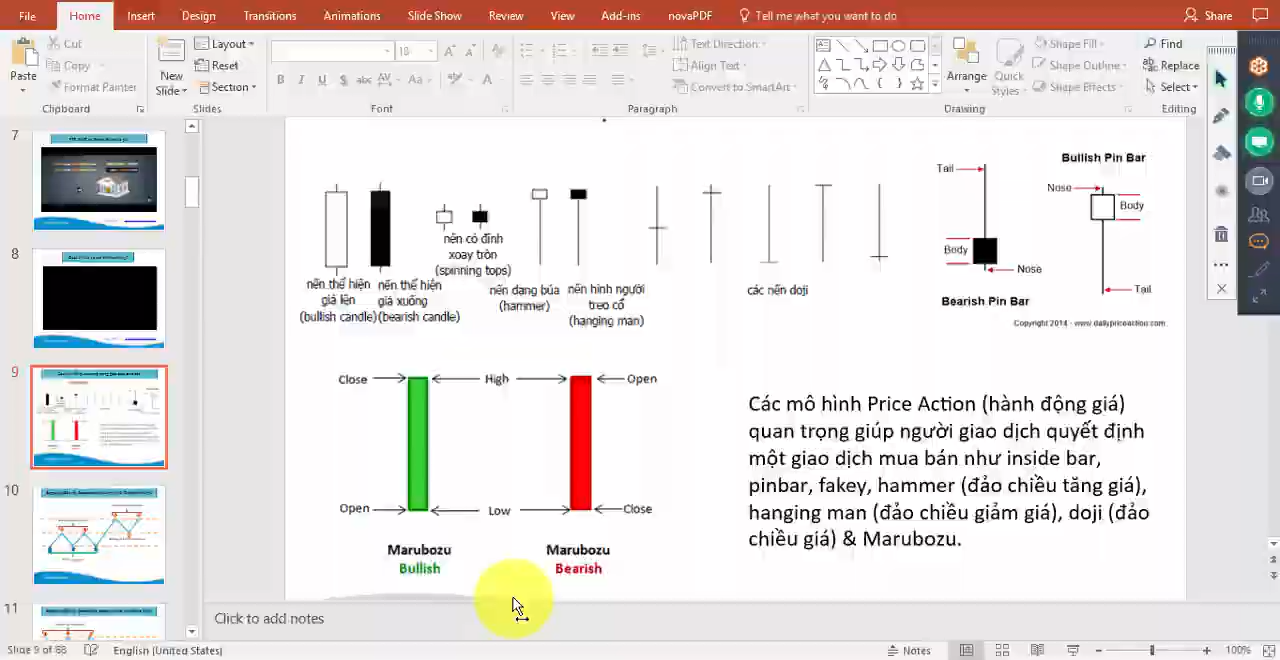 File Home Insert Design Transitions Animations Slide Show Review View Add-ins novaPDF Tell me what you want to do Share
Cut
Copy
Format Painter
Paste
Clipboard
New
Slide
Layout
Reset
Section
Slides
18
B I U S abc AV Aa A
Font
Text Direction
Align Text
Convert to SmartArt
Paragraph
Arrange
Quick
Styles
Shape Fill
Shape Outline
Shape Effects
Drawing
Find
Replace
Select
Editing
7
8
9
10
11
nến thể hiện
giá lên
(bullish candle)
nến thể hiện
giá xuống
(bearish candle)
nến có đỉnh
xoay tròn
(spinning tops)
nến dạng búa
(hammer)
nến hình người
treo cổ
(hanging man)
các nến doji
Tail
Body
Nose
Bearish Pin Bar
Bullish Pin Bar
Nose
Body
Tail
Copyright 2014 - www.dailypriceaction.com
Close High Open
Open Low Close
Marubozu
Bullish
Marubozu
Bearish
Các mô hình Price Action (hành động giá)
quan trọng giúp người giao dịch quyết định
một giao dịch mua bán như inside bar,
pinbar, fakey, hammer (đảo chiều tăng giá),
hanging man (đảo chiều giảm giá), doji (đảo
chiều giá) & Marubozu.
Click to add notes
Slide 9 of 68 English (United States) Notes 100%